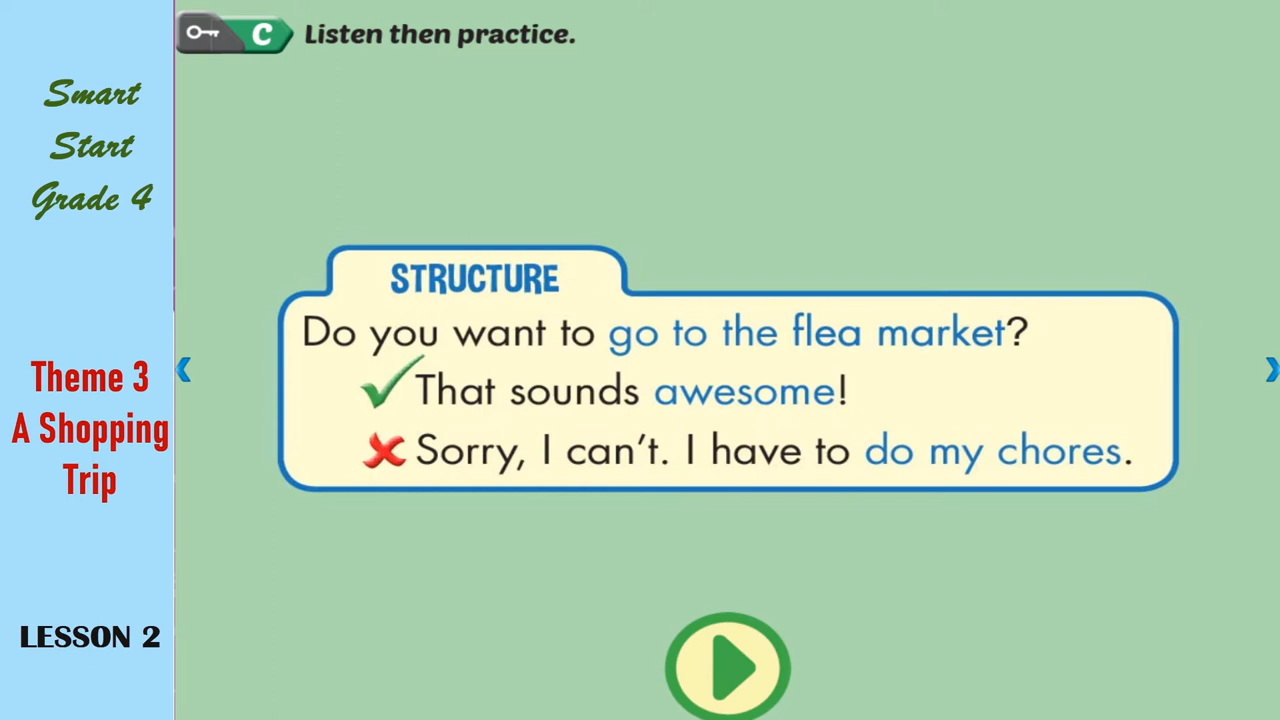 C Listen then practice.
Smart
Start
Grade 4
Theme 3
A Shopping
Trip
LESSON 2
STRUCTURE
Do you want to go to the flea market?
That sounds awesome!
Sorry, I can't. I have to do my chores.